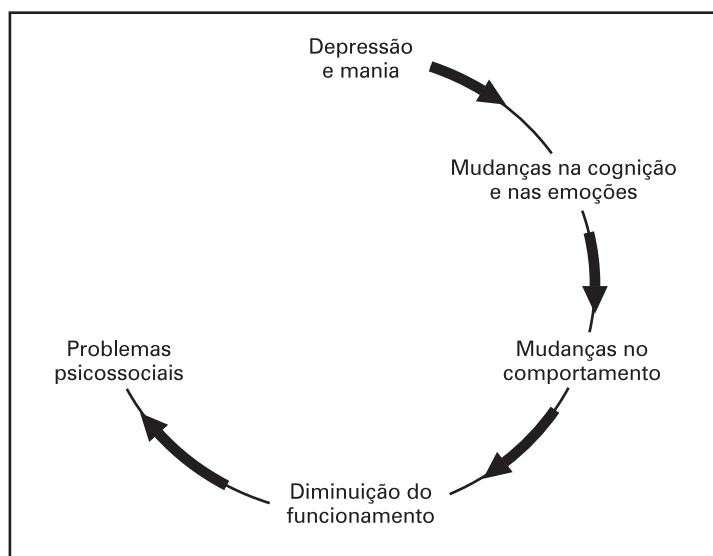 Depressão
e mania
Mudanças na cognição
e nas emoções
Mudanças no
comportamento
Diminuição do
funcionamento
Problemas
psicossociais